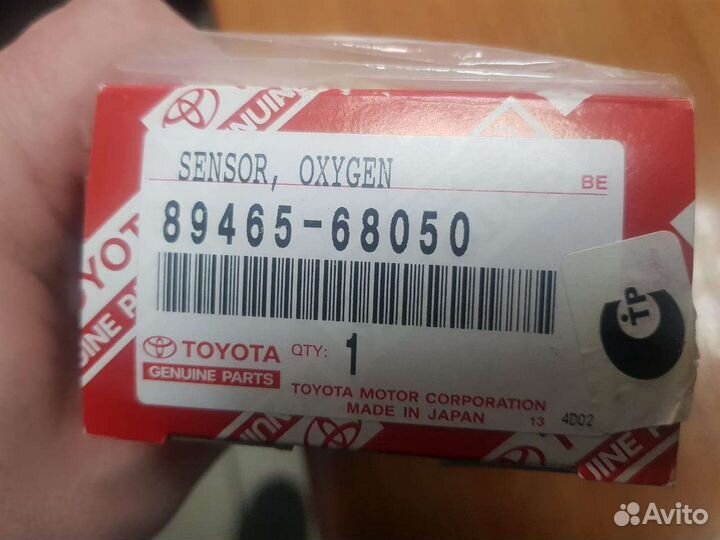 SENSOR, OXYGEN
BE
89465-68050
TP
TOYOTA
GENUINE PARTS
QTY: 1
TOYOTA MOTOR CORPORATION
MADE IN JAPAN 13 4D02
Avito